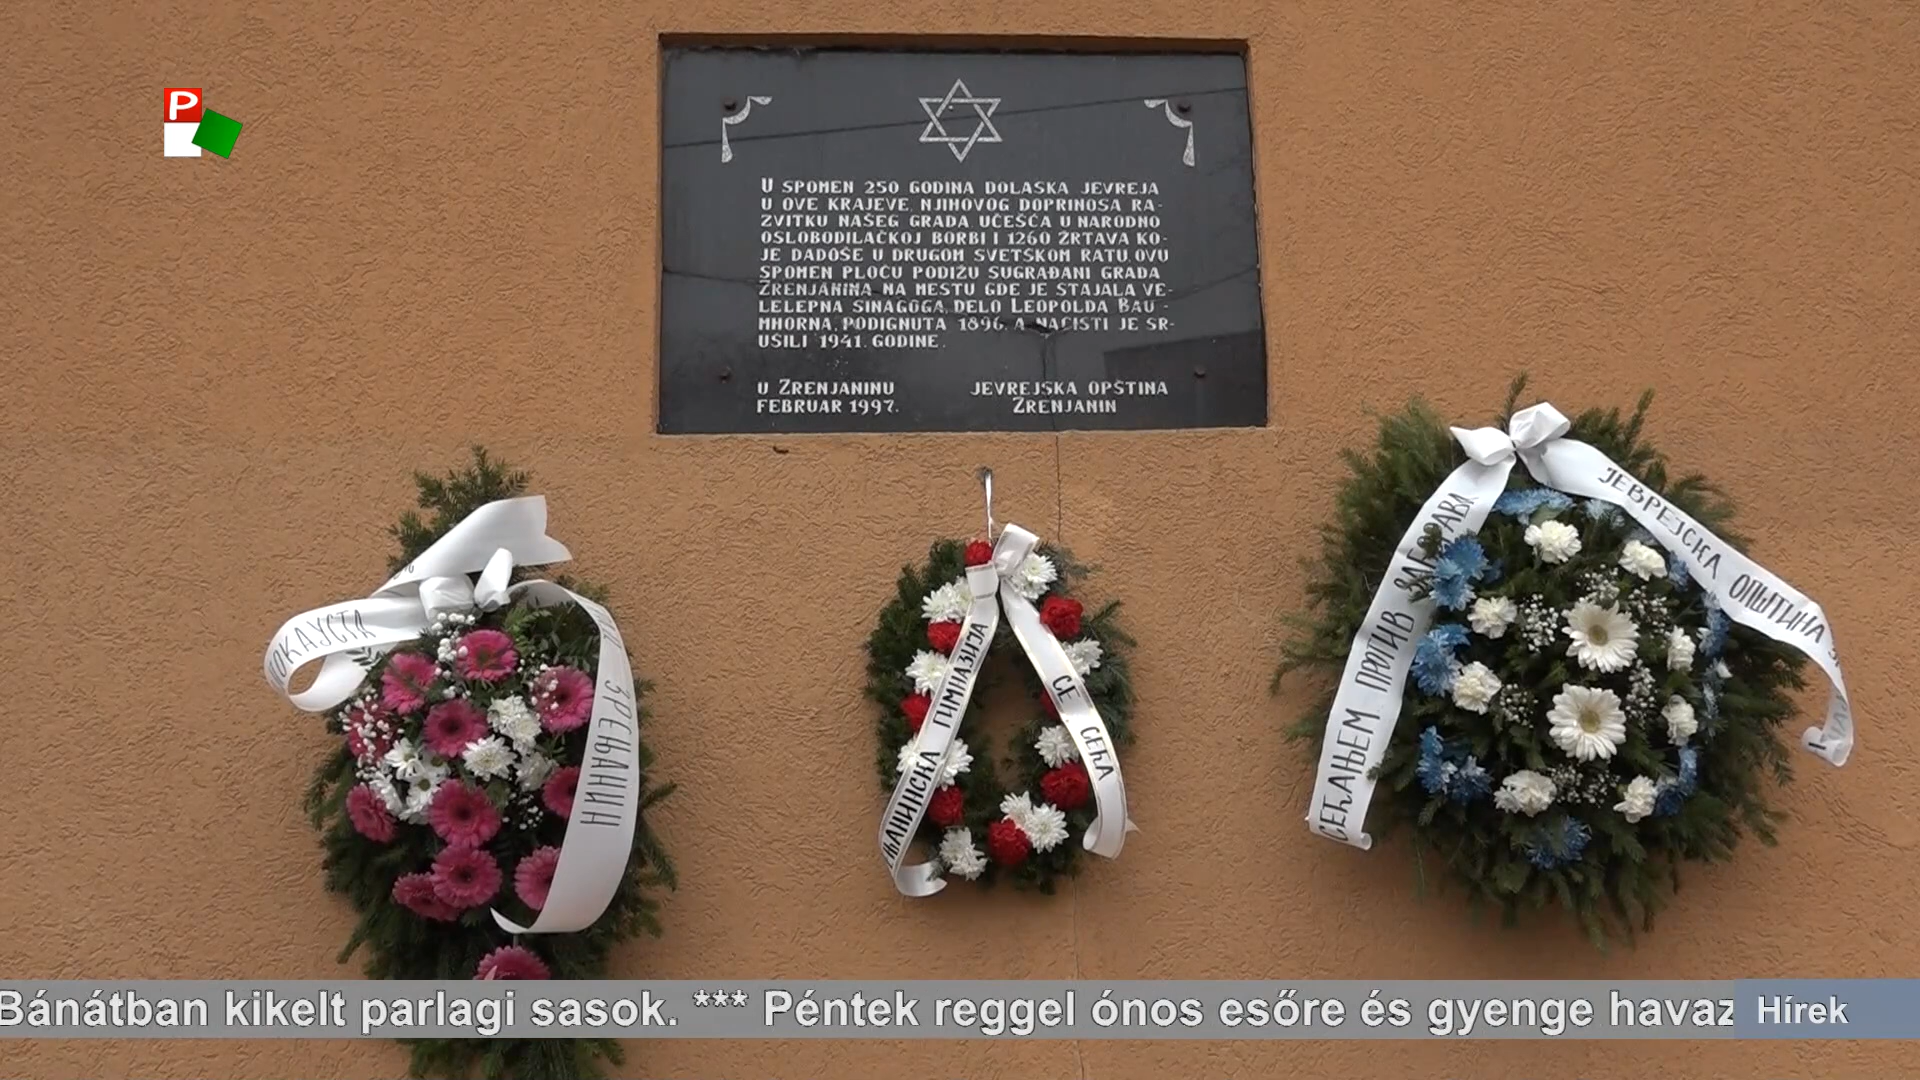 P
U SPOMEN 250 GODINA DOLASKA JEVREJA
U OVE KRAJEVE, NJIHOVOG DOPRINOSA RA-
ZVITKU NAŠEG GRADA, UČEŠĆA U NARODNO
OSLOBODILAČKOJ BORBI I 1260 ŽRTAVA KO-
JE DADOŠE U DRUGOM SVETSKOM RATU, OVU
SPOMEN PLOČU PODIŽU SUGRAĐANI GRADA
ZRENJANINA, NA MESTU GDE JE STAJALA VE-
LELEPNA SINAGOGA, DELO LEOPOLDA BAU-
MHORNA, PODIGNUTA 1896, A NACISTI JE SR-
UŠILI 1941. GODINE.
U ZRENJANINU
FEBRUAR 1997.
JEVREJSKA OPŠTINA
ZRENJANIN
ЗРЕЊАНИН
ГИМНАЗИЈА
СЕ СЕЋА
СЕЋАЊЕМ ПРОТИВ ЗАБОРАВА
ЈЕВРЕЈСКА ОПШТИНА
Bánátban kikelt parlagi sasok. *** Péntek reggel ónos esőre és gyenge havaz
Hírek